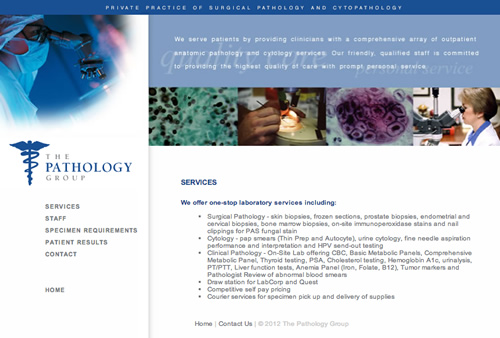 PRIVATE PRACTICE OF SURGICAL PATHOLOGY AND CYTOPATHOLOGY
We serve patients by providing clinicians with a comprehensive array of outpatient
anatomic pathology and cytology services. Our friendly, qualified staff is committed
to providing the highest quality of care with prompt personal service.
quality care
personal service
THE
PATHOLOGY
GROUP
SERVICES
STAFF
SPECIMEN REQUIREMENTS
PATIENT RESULTS
CONTACT
HOME
SERVICES
We offer one-stop laboratory services including:
• Surgical Pathology - skin biopsies, frozen sections, prostate biopsies, endometrial and
cervical biopsies, bone marrow biopsies, on-site immunoperoxidase stains and nail
clippings for PAS fungal stain
• Cytology - pap smears (Thin Prep and Autocyte), urine cytology, fine needle aspiration
performance and interpretation and HPV send-out testing
• Clinical Pathology - On-Site Lab offering CBC, Basic Metabolic Panels, Comprehensive
Metabolic Panel, Thyroid testing, PSA, Cholesterol testing, Hemoglobin A1c, urinalysis,
PT/PTT, Liver function tests, Anemia Panel (Iron, Folate, B12), Tumor markers and
Pathologist Review of abnormal blood smears
• Draw station for LabCorp and Quest
• Competitive self pay pricing
• Courier services for specimen pick up and delivery of supplies
Home | Contact Us | © 2012 The Pathology Group